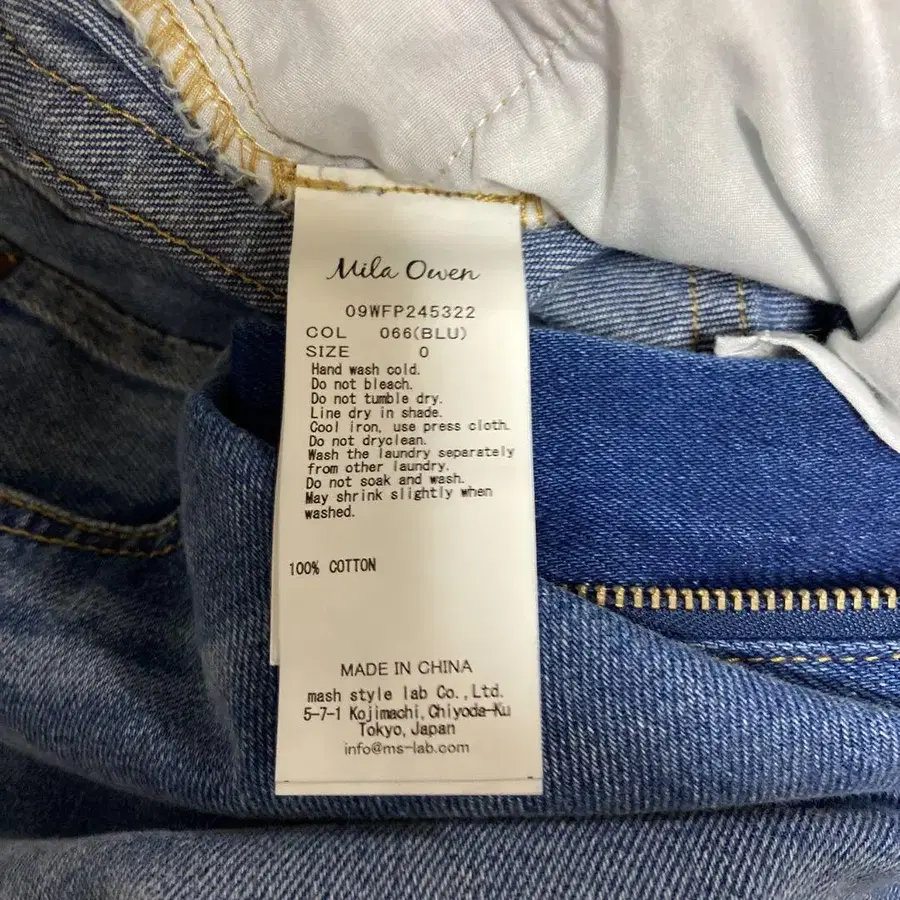 Mila Owen
09WFP245322
COL 066(BLU)
SIZE 0
Hand wash cold.
Do not bleach.
Do not tumble dry.
Line dry in shade.
Cool iron, use press cloth.
Do not dryclean.
Wash the laundry separately
from other laundry.
Do not soak and wash.
May shrink slightly when
washed.
100% COTTON
MADE IN CHINA
mash style lab Co.,Ltd.
5-7-1 Kojimachi,Chiyoda-Ku
Tokyo,Japan
info@ms-lab.com